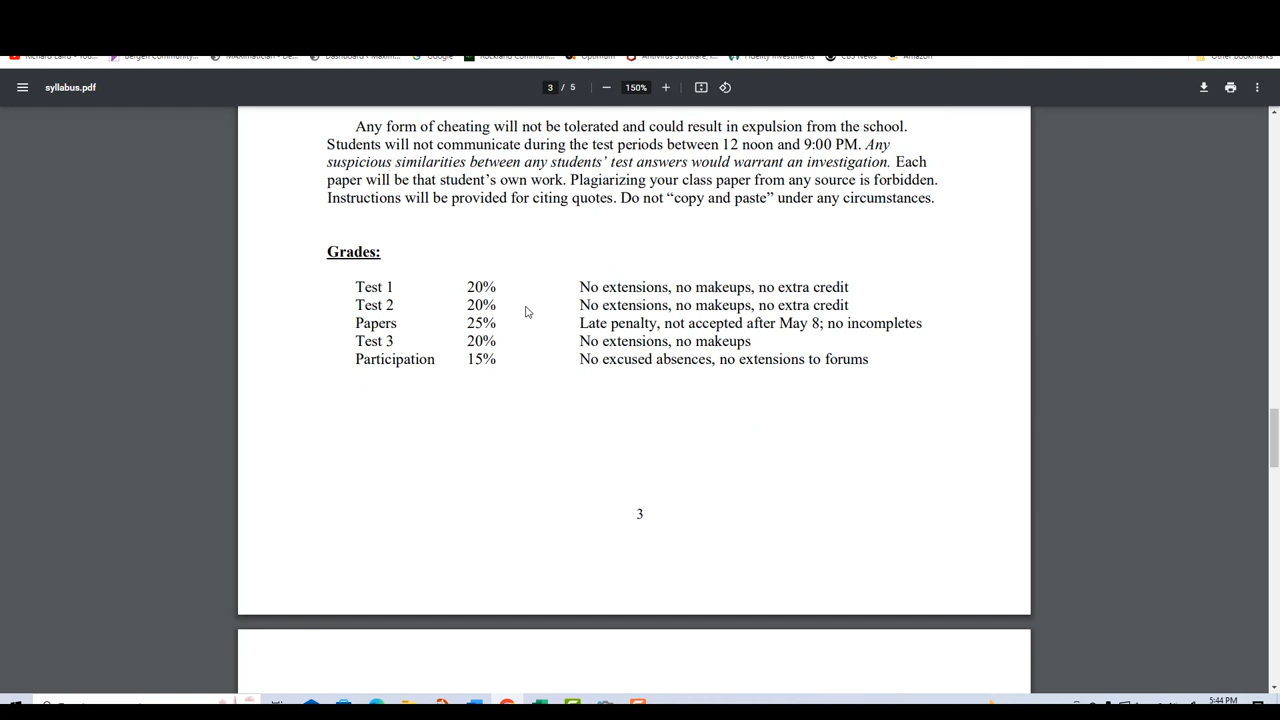 syllabus.pdf
3 / 5
150%
Any form of cheating will not be tolerated and could result in expulsion from the school.
Students will not communicate during the test periods between 12 noon and 9:00 PM. Any
suspicious similarities between any students’ test answers would warrant an investigation. Each
paper will be that student’s own work. Plagiarizing your class paper from any source is forbidden.
Instructions will be provided for citing quotes. Do not “copy and paste” under any circumstances.
Grades:
Test 1 20% No extensions, no makeups, no extra credit
Test 2 20% No extensions, no makeups, no extra credit
Papers 25% Late penalty, not accepted after May 8; no incompletes
Test 3 20% No extensions, no makeups
Participation 15% No excused absences, no extensions to forums
3
5:44 PM